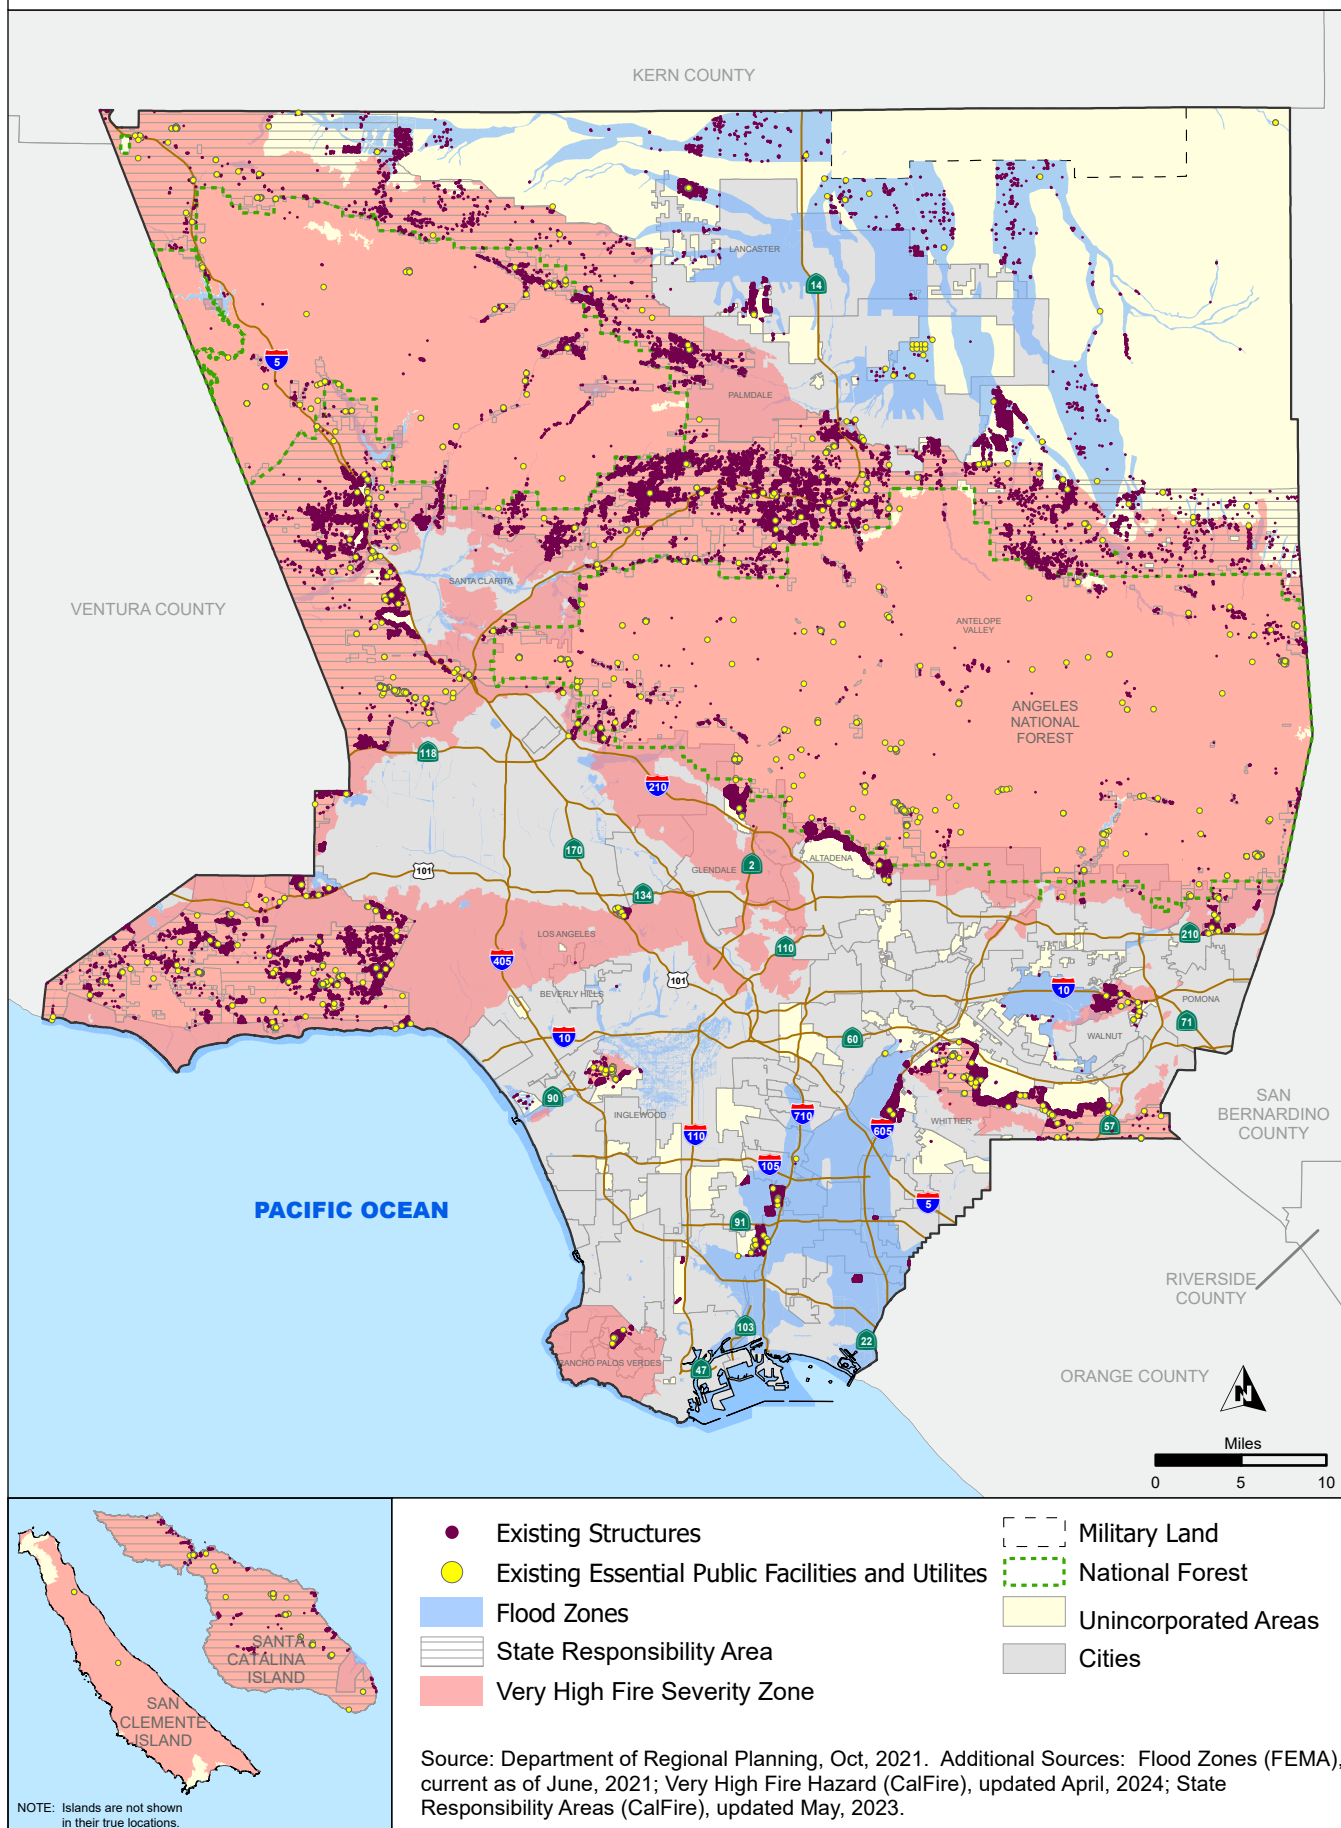 KERN COUNTY
LANCASTER
14
5
PALMDALE
SANTA CLARITA
VENTURA COUNTY
ANTELOPE
VALLEY
ANGELES
NATIONAL
FOREST
118
210
170
2
ALTADENA
GLENDALE
101
134
LOS ANGELES
110
210
405
101
BEVERLY HILLS
10
POMONA
71
10
60
WALNUT
90
INGLEWOOD
710
110
605
WHITTIER
57
SAN
BERNARDINO
COUNTY
105
5
PACIFIC OCEAN
91
RIVERSIDE
COUNTY
103
22
RANCHO PALOS VERDES
47
ORANGE COUNTY
N
Miles
0 5 10
SANTA
CATALINA
ISLAND
SAN
CLEMENTE
ISLAND
NOTE: Islands are not shown
in their true locations.
Existing Structures
Existing Essential Public Facilities and Utilites
Flood Zones
State Responsibility Area
Very High Fire Severity Zone
Military Land
National Forest
Unincorporated Areas
Cities
Source: Department of Regional Planning, Oct, 2021. Additional Sources: Flood Zones (FEMA),
current as of June, 2021; Very High Fire Hazard (CalFire), updated April, 2024; State
Responsibility Areas (CalFire), updated May, 2023.